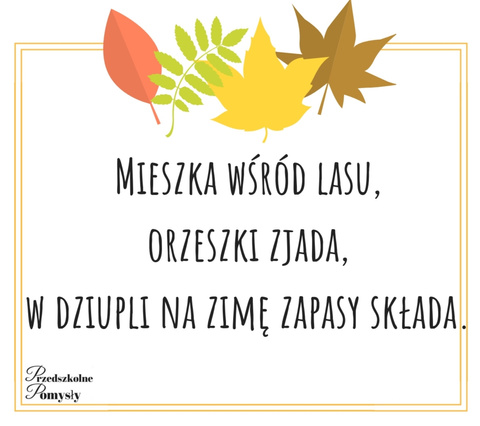 Mieszka wśród lasu,
orzeszki zjada,
w dziupli na zimę zapasy składa.
Przedszkolne
Pomysły